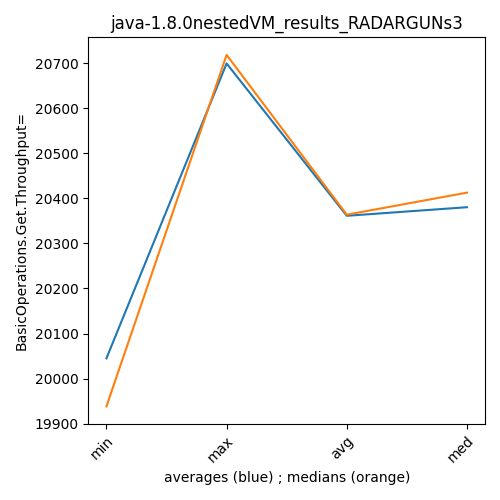 java-1.8.0nestedVM_results_RADARGUNs3
BasicOperations.Get.Throughput=
20700
20600
20500
20400
20300
20200
20100
20000
19900
min
max
avg
med
averages (blue) ; medians (orange)